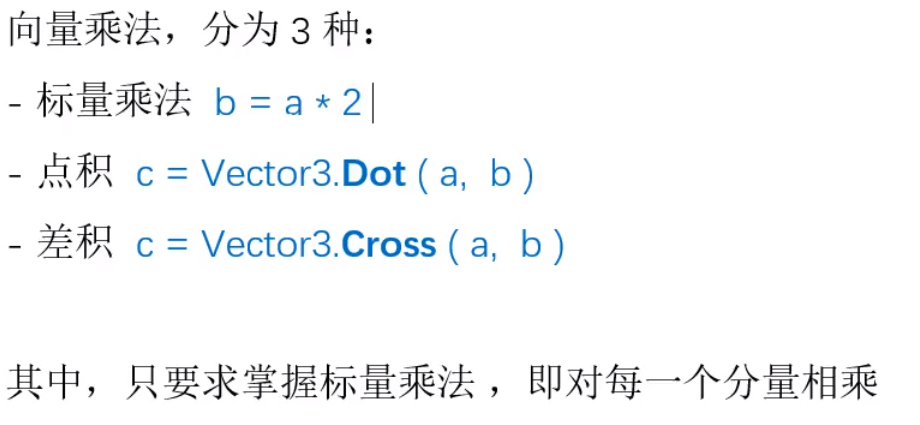 向量乘法，分为 3 种：
- 标量乘法 b = a * 2
- 点积 c = Vector3.Dot ( a, b )
- 差积 c = Vector3.Cross ( a, b )
其中，只要求掌握标量乘法 ，即对每一个分量相乘